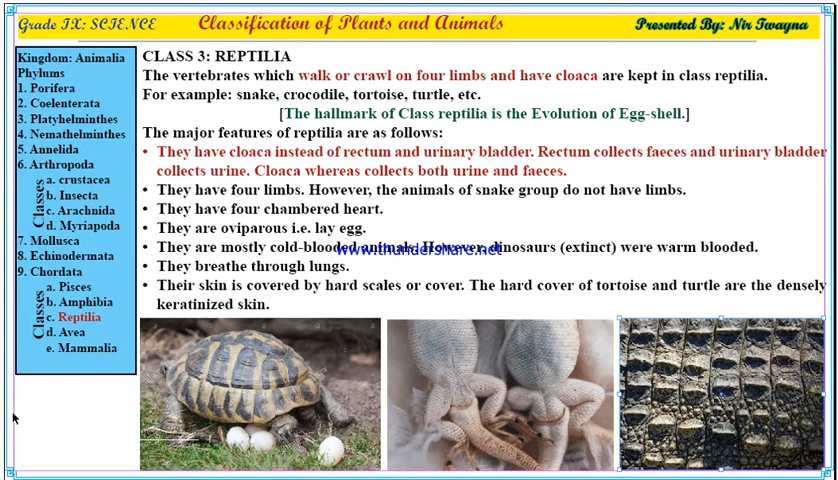 Grade IX: SCIENCE
Classification of Plants and Animals
Presented By: Nir Twayna
Kingdom: Animalia
Phylums
1. Porifera
2. Coelenterata
3. Platyhelminthes
4. Nemathelminthes
5. Annelida
6. Arthropoda
Classes
a. crustacea
b. Insecta
c. Arachnida
d. Myriapoda
7. Mollusca
8. Echinodermata
9. Chordata
Classes
a. Pisces
b. Amphibia
c. Reptilia
d. Avea
e. Mammalia
CLASS 3: REPTILIA
The vertebrates which walk or crawl on four limbs and have cloaca are kept in class reptilia.
For example: snake, crocodile, tortoise, turtle, etc.
[The hallmark of Class reptilia is the Evolution of Egg-shell.]
The major features of reptilia are as follows:
• They have cloaca instead of rectum and urinary bladder. Rectum collects faeces and urinary bladder
collects urine. Cloaca whereas collects both urine and faeces.
• They have four limbs. However, the animals of snake group do not have limbs.
• They have four chambered heart.
• They are oviparous i.e. lay egg.
• They are mostly cold-blooded animals. However, dinosaurs (extinct) were warm blooded.
www.thundershare.net
• They breathe through lungs.
• Their skin is covered by hard scales or cover. The hard cover of tortoise and turtle are the densely
keratinized skin.